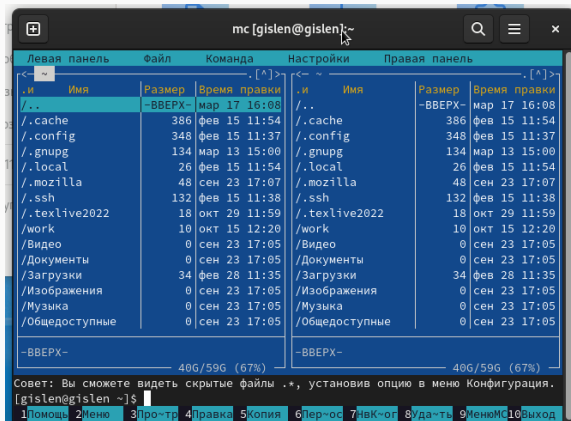 mc [gislen@gislen]:~
Левая панель Файл Команда Настройки Правая панель
<- ~ .[^]>
<- ~ .[^]>
.и Имя Размер Время правки .и Имя Размер Время правки
/.. -ВВЕРХ- мар 17 16:08 /.. -ВВЕРХ- мар 17 16:08
/.cache 386 фев 15 11:54 /.cache 386 фев 15 11:54
/.config 348 фев 15 11:37 /.config 348 фев 15 11:37
/.gnupg 134 мар 13 15:00 /.gnupg 134 мар 13 15:00
/.local 26 фев 15 11:54 /.local 26 фев 15 11:54
/.mozilla 48 сен 23 17:07 /.mozilla 48 сен 23 17:07
/.ssh 132 фев 15 11:38 /.ssh 132 фев 15 11:38
/.texlive2022 18 окт 29 11:59 /.texlive2022 18 окт 29 11:59
/work 10 окт 15 12:20 /work 10 окт 15 12:20
/Видео 0 сен 23 17:05 /Видео 0 сен 23 17:05
/Документы 0 сен 23 17:05 /Документы 0 сен 23 17:05
/Загрузки 34 фев 28 11:35 /Загрузки 34 фев 28 11:35
/Изображения 0 сен 23 17:05 /Изображения 0 сен 23 17:05
/Музыка 0 сен 23 17:05 /Музыка 0 сен 23 17:05
/Общедоступные 0 сен 23 17:05 /Общедоступные 0 сен 23 17:05
-ВВЕРХ- -ВВЕРХ-
40G/59G (67%) 40G/59G (67%)
Совет: Вы сможете видеть скрытые файлы .*, установив опцию в меню Конфигурация.
[gislen@gislen ~]$
1Помощь 2Меню 3Про~тр 4Правка 5Копия 6Пер~ос 7НвК~ог 8Уда~ть 9МенюМС 10Выход